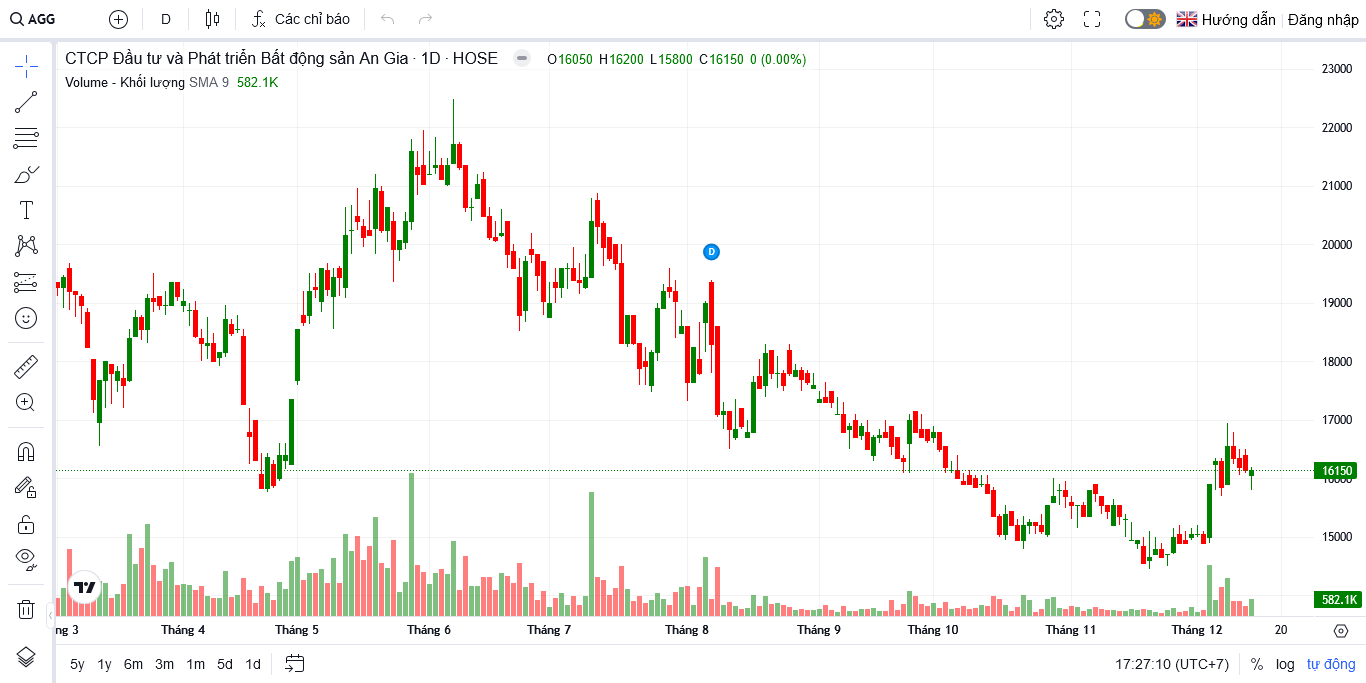 AGG D Các chỉ báo Hướng dẫn Đăng nhập
CTCP Đầu tư và Phát triển Bất động sản An Gia · 1D · HOSE O16050 H16200 L15800 C16150 0 (0.00%)
Volume - Khối lượng SMA 9 582.1K
23000
22000
21000
20000
D
19000
18000
17000
16150
16000
15000
582.1K
ng 3 Tháng 4 Tháng 5 Tháng 6 Tháng 7 Tháng 8 Tháng 9 Tháng 10 Tháng 11 Tháng 12 20
5y 1y 6m 3m 1m 5d 1d 17:27:10 (UTC+7) % log tự động